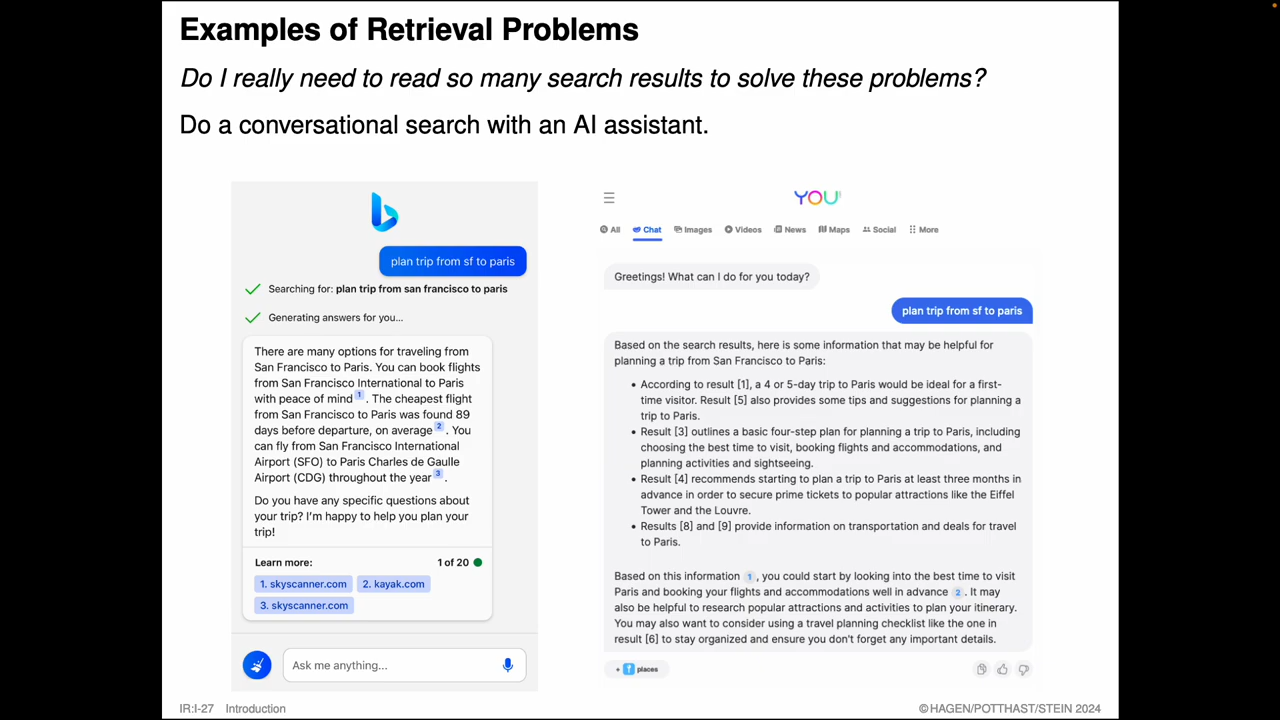 Examples of Retrieval Problems
Do I really need to read so many search results to solve these problems?
Do a conversational search with an AI assistant.
plan trip from sf to paris
Searching for: plan trip from san francisco to paris
Generating answers for you...
There are many options for traveling from
San Francisco to Paris. You can book flights
from San Francisco International to Paris
with peace of mind 1 . The cheapest flight
from San Francisco to Paris was found 89
days before departure, on average 2 . You
can fly from San Francisco International
Airport (SFO) to Paris Charles de Gaulle
Airport (CDG) throughout the year 3 .
Do you have any specific questions about
your trip? I'm happy to help you plan your
trip!
Learn more: 1 of 20
1. skyscanner.com 2. kayak.com
3. skyscanner.com
Ask me anything...
YOU
All Chat Images Videos News Maps Social More
Greetings! What can I do for you today?
plan trip from sf to paris
Based on the search results, here is some information that may be helpful for
planning a trip from San Francisco to Paris:
• According to result [1], a 4 or 5-day trip to Paris would be ideal for a first-
time visitor. Result [5] also provides some tips and suggestions for planning a
trip to Paris.
• Result [3] outlines a basic four-step plan for planning a trip to Paris, including
choosing the best time to visit, booking flights and accommodations, and
planning activities and sightseeing.
• Result [4] recommends starting to plan a trip to Paris at least three months in
advance in order to secure prime tickets to popular attractions like the Eiffel
Tower and the Louvre.
• Results [8] and [9] provide information on transportation and deals for travel
to Paris.
Based on this information 1 , you could start by looking into the best time to visit
Paris and booking your flights and accommodations well in advance 2 . It may
also be helpful to research popular attractions and activities to plan your itinerary.
You may also want to consider using a travel planning checklist like the one in
result [6] to stay organized and ensure you don't forget any important details.
+ places
IR:I-27 Introduction
©HAGEN/POTTHAST/STEIN 2024